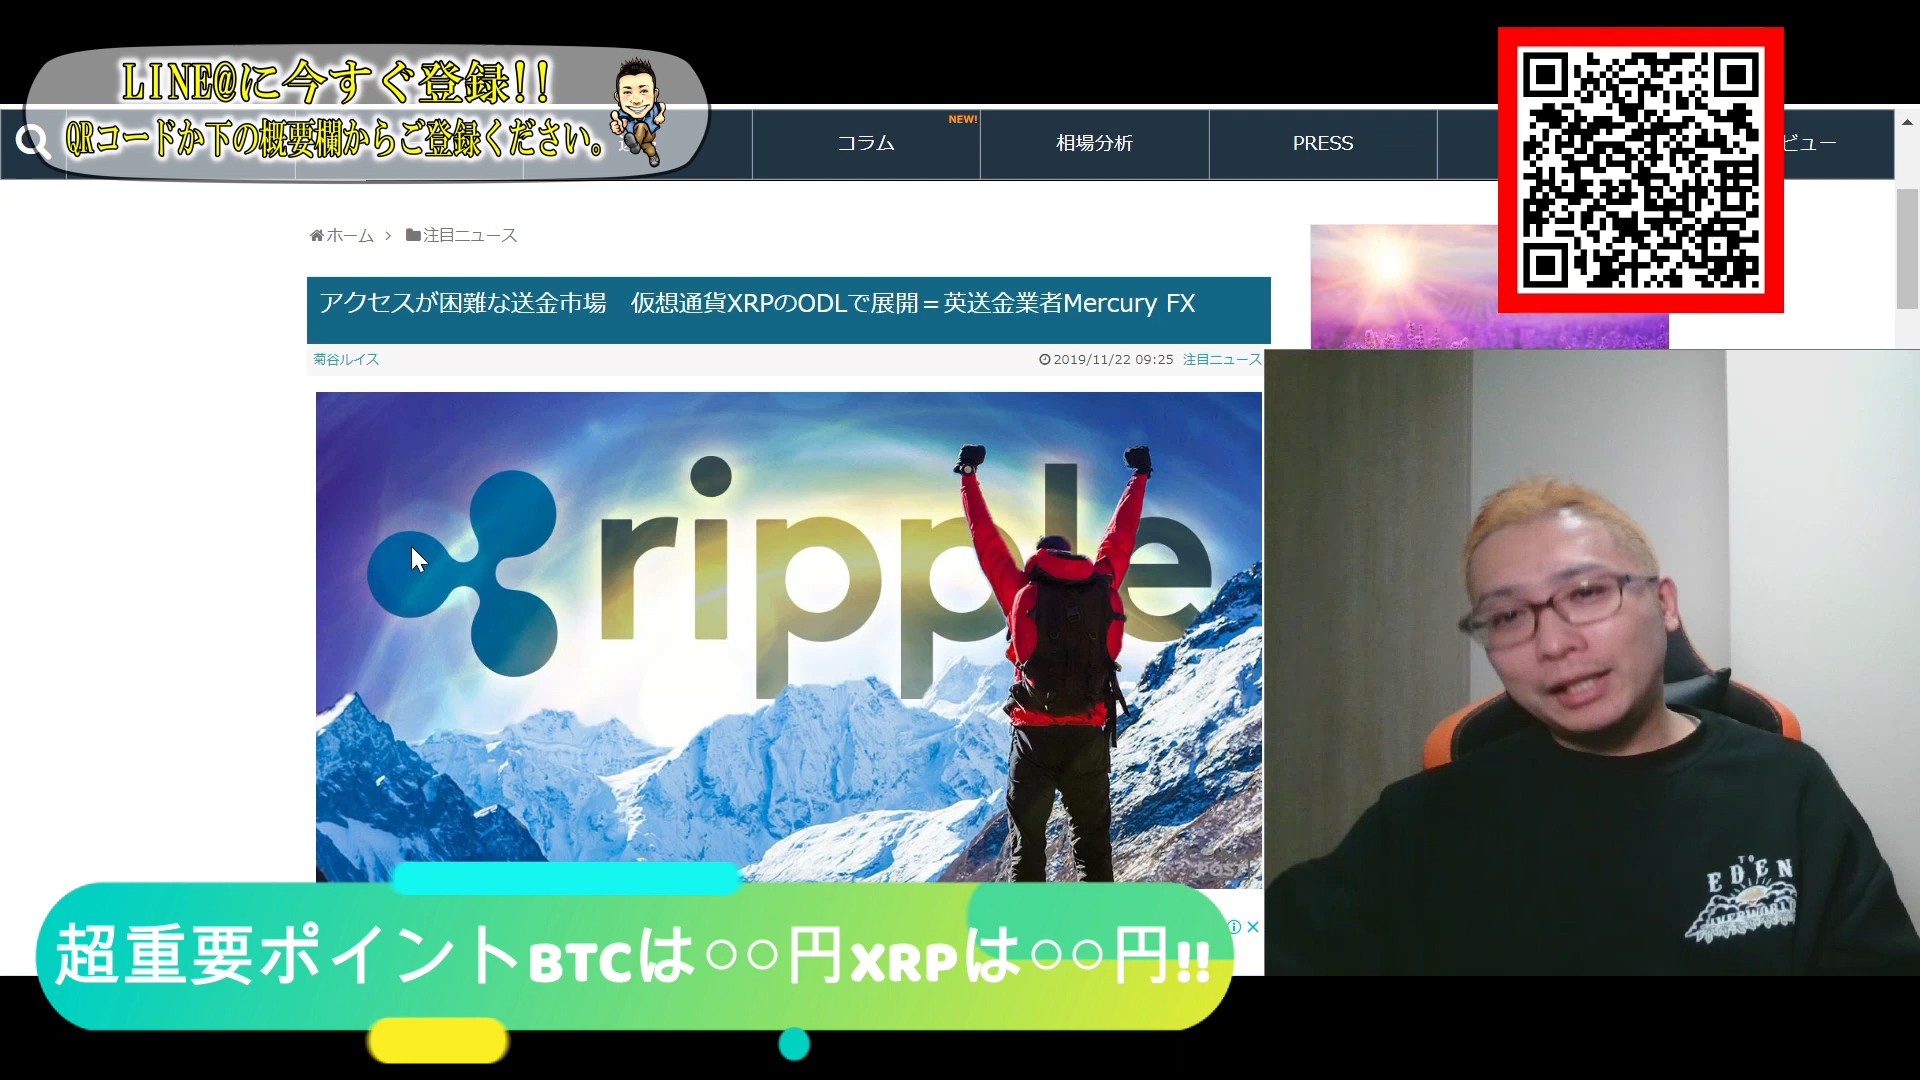 LINE@に今すぐ登録!!
QRコードか下の概要欄からご登録ください。
コラム
NEW!
相場分析
PRESS
ビュー
ホーム > 注目ニュース
アクセスが困難な送金市場　仮想通貨XRPのODLで展開＝英送金業者Mercury FX
菊谷ルイス
2019/11/22 09:25 注目ニュース
ripple
TO
EDEN
超重要ポイントBTCは○○円XRPは○○円!!